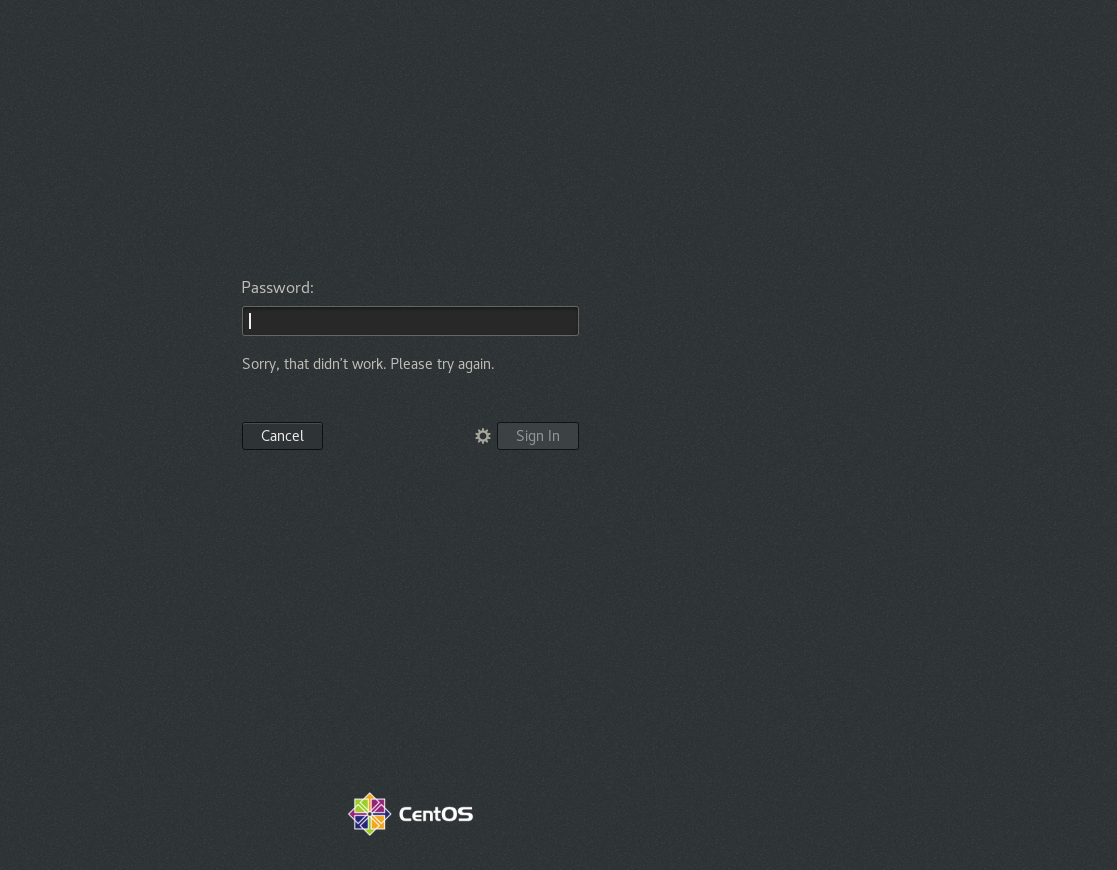 Password:
Sorry, that didn't work. Please try again.
Cancel
Sign In
CentOS